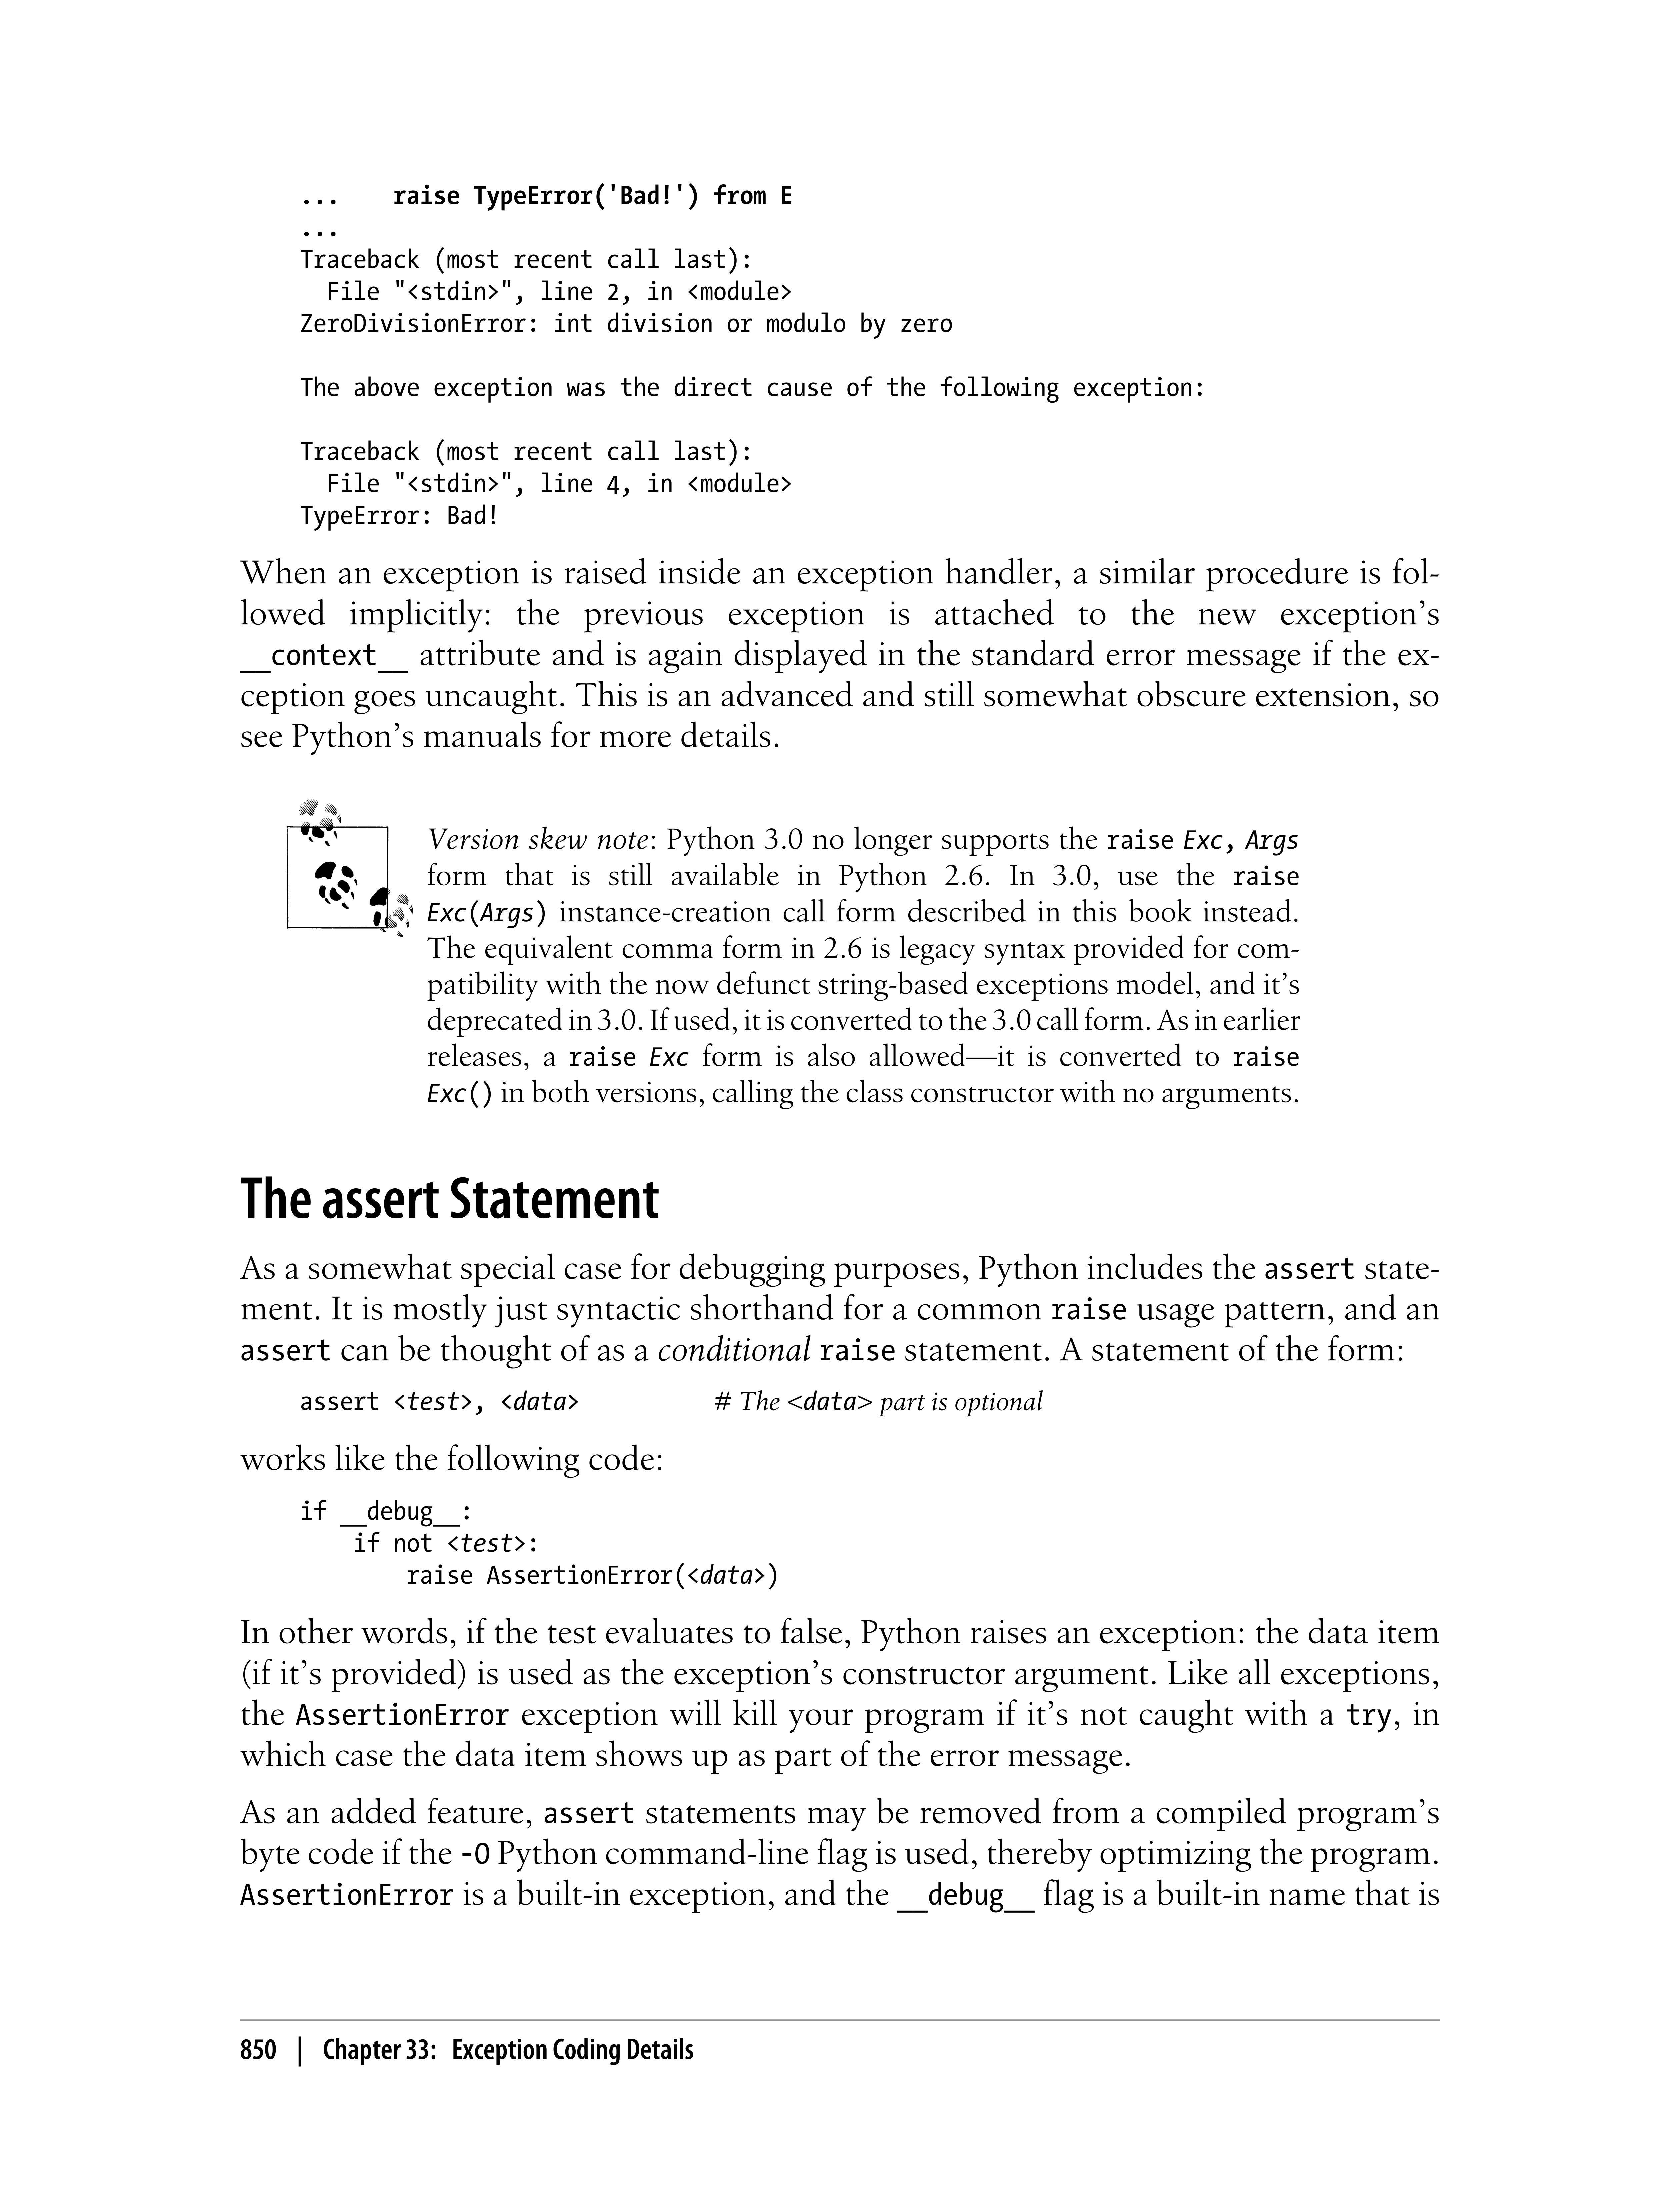 ...    raise TypeError('Bad!') from E
...
Traceback (most recent call last):
  File "<stdin>", line 2, in <module>
ZeroDivisionError: int division or modulo by zero

The above exception was the direct cause of the following exception:

Traceback (most recent call last):
  File "<stdin>", line 4, in <module>
TypeError: Bad!
When an exception is raised inside an exception handler, a similar procedure is fol-
lowed implicitly: the previous exception is attached to the new exception’s
__context__ attribute and is again displayed in the standard error message if the ex-
ception goes uncaught. This is an advanced and still somewhat obscure extension, so
see Python’s manuals for more details.
Version skew note: Python 3.0 no longer supports the raise Exc, Args
form that is still available in Python 2.6. In 3.0, use the raise
Exc(Args) instance-creation call form described in this book instead.
The equivalent comma form in 2.6 is legacy syntax provided for com-
patibility with the now defunct string-based exceptions model, and it’s
deprecated in 3.0. If used, it is converted to the 3.0 call form. As in earlier
releases, a raise Exc form is also allowed—it is converted to raise
Exc() in both versions, calling the class constructor with no arguments.
The assert Statement
As a somewhat special case for debugging purposes, Python includes the assert state-
ment. It is mostly just syntactic shorthand for a common raise usage pattern, and an
assert can be thought of as a conditional raise statement. A statement of the form:
assert <test>, <data>          # The <data> part is optional
works like the following code:
if __debug__:
    if not <test>:
        raise AssertionError(<data>)
In other words, if the test evaluates to false, Python raises an exception: the data item
(if it’s provided) is used as the exception’s constructor argument. Like all exceptions,
the AssertionError exception will kill your program if it’s not caught with a try, in
which case the data item shows up as part of the error message.
As an added feature, assert statements may be removed from a compiled program’s
byte code if the -O Python command-line flag is used, thereby optimizing the program.
AssertionError is a built-in exception, and the __debug__ flag is a built-in name that is
850 | Chapter 33: Exception Coding Details